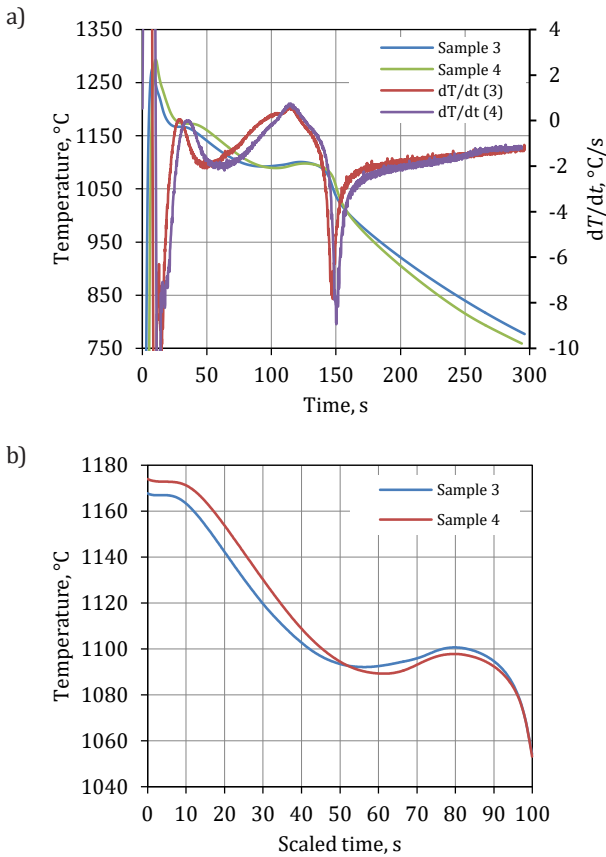 a)
1350
1250
1150
1050
950
850
750
Temperature, °C
Sample 3
Sample 4
dT/dt (3)
dT/dt (4)
4
2
0
-2
-4
-6
-8
-10
dT/dt, °C/s
0 50 100 150 200 250 300
Time, s
b)
1180
1160
1140
1120
1100
1080
1060
1040
Temperature, °C
Sample 3
Sample 4
0 10 20 30 40 50 60 70 80 90 100
Scaled time, s